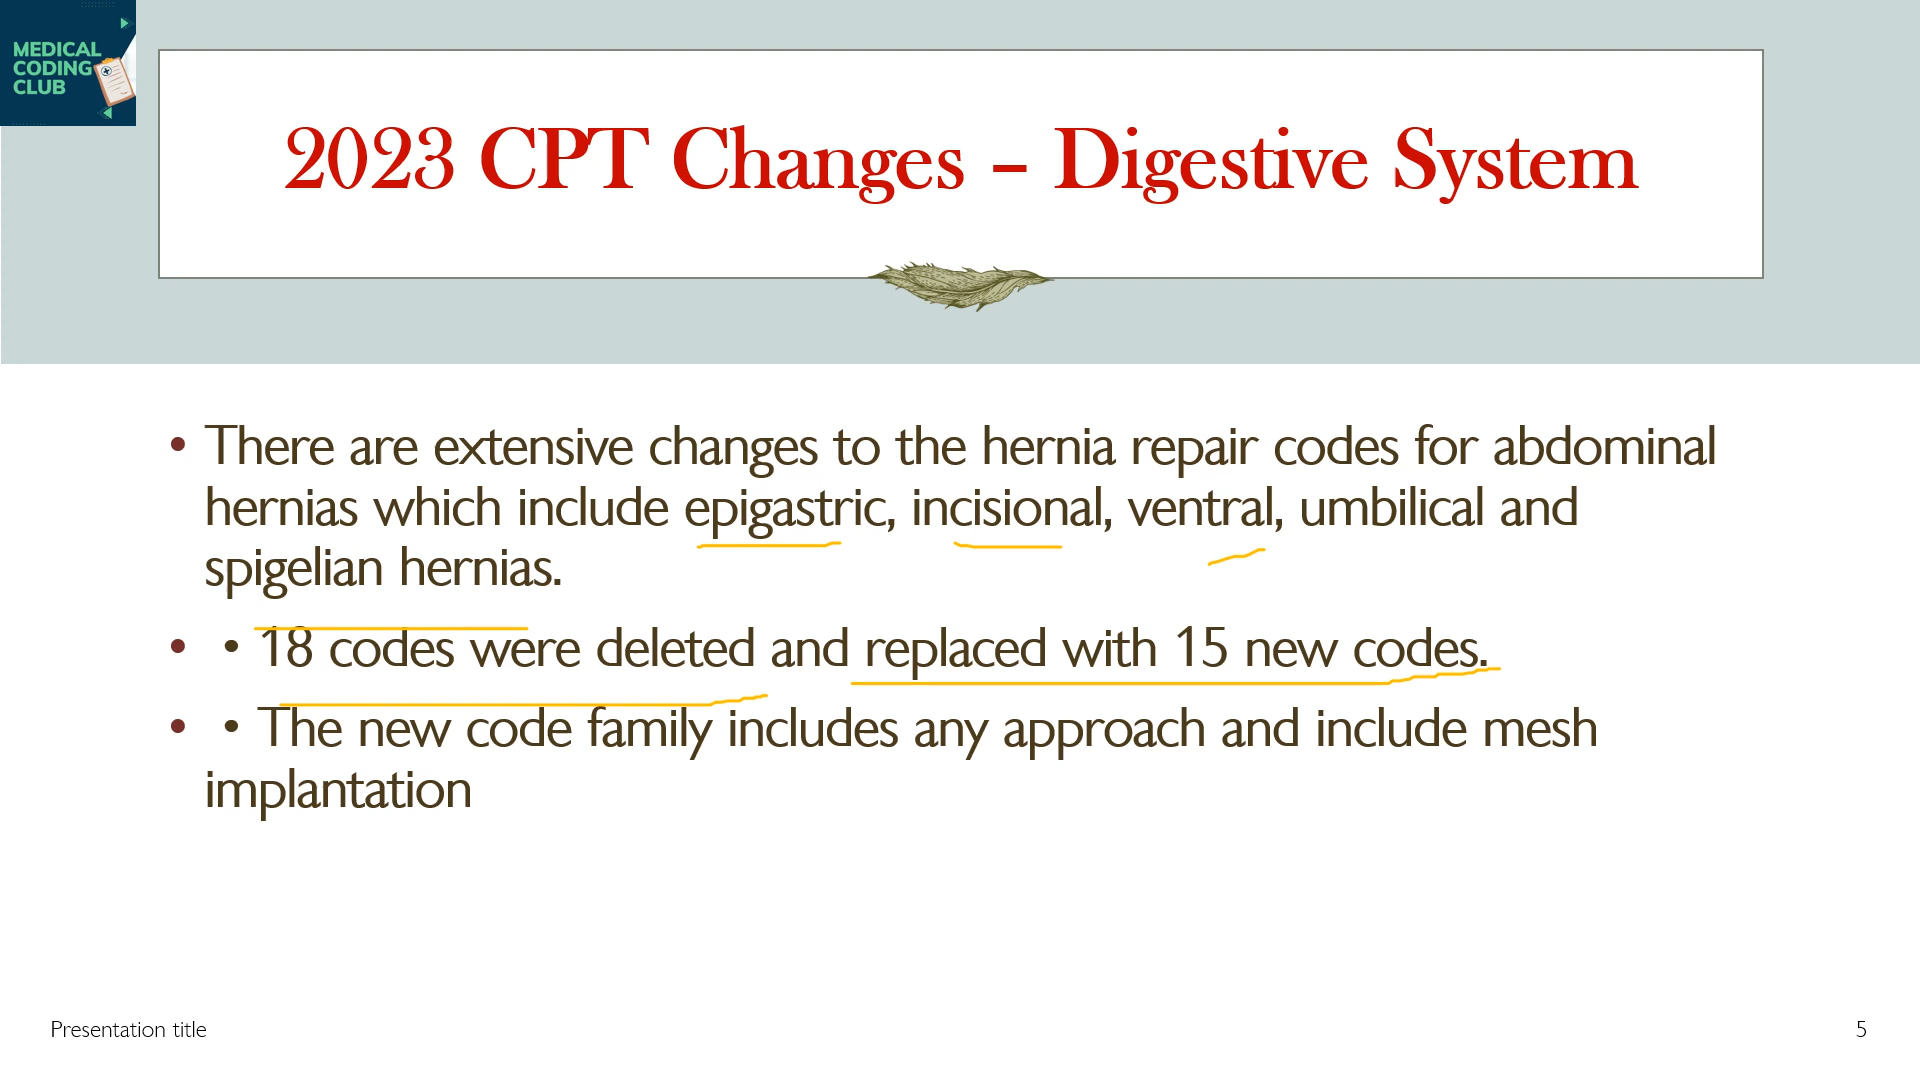 MEDICAL
CODING
CLUB
2023 CPT Changes – Digestive System
• There are extensive changes to the hernia repair codes for abdominal
hernias which include epigastric, incisional, ventral, umbilical and
spigelian hernias.
• • 18 codes were deleted and replaced with 15 new codes.
• • The new code family includes any approach and include mesh
implantation
Presentation title
5